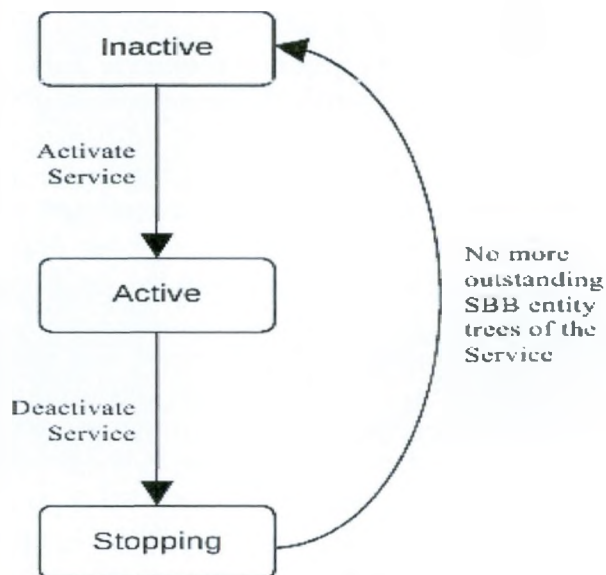 Inactive
Activate
Service
Active
No more
outstanding
SBB entity
trees of the
Service
Deactivate
Service
Stopping